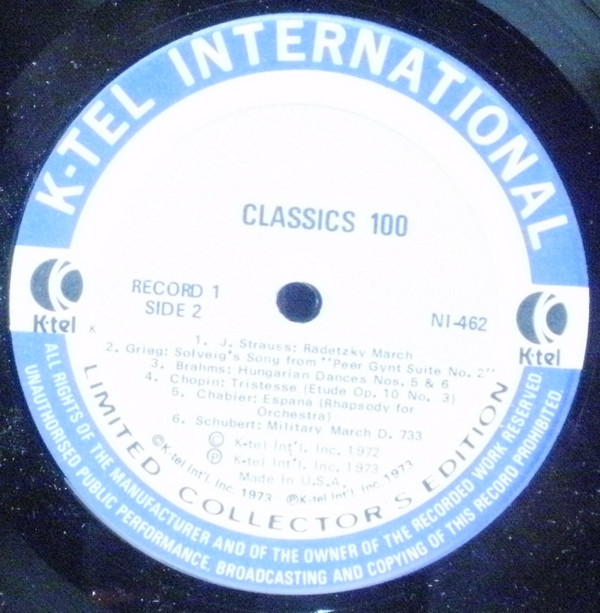 K-TEL INTERNATIONAL
CLASSICS 100
RECORD 1
SIDE 2
NI-462
K-tel
K
K-tel
1. J. Strauss: Radetzky March
2. Grieg: Solveig's Song from "Peer Gynt Suite No. 2"
3. Brahms: Hungarian Dances Nos. 5 & 6
4. Chopin: Tristesse (Etude Op. 10 No. 3)
5. Chabier: Espana (Rhapsody for
Orchestra)
6. Schubert: Military March D. 733
© K-tel Int'l. Inc. 1972
℗ K-tel Int'l. Inc. 1973
Made in U.S.A.
©K-tel Int'l. Inc. 1973 ℗K-tel Int'l. Inc. 1973
LIMITED COLLECTOR'S EDITION
ALL RIGHTS OF THE MANUFACTURER AND OF THE OWNER OF THE RECORDED WORK RESERVED
UNAUTHORISED PUBLIC PERFORMANCE, BROADCASTING AND COPYING OF THIS RECORD PROHIBITED.